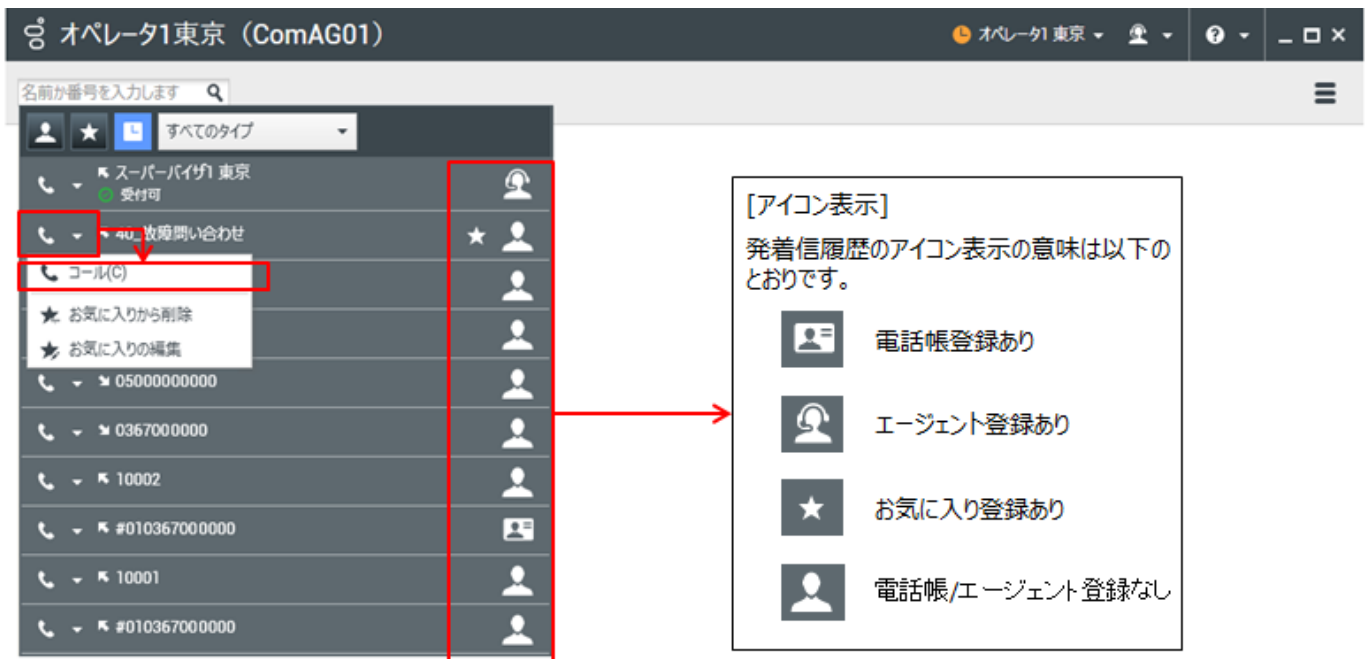 オペレータ1東京（ComAG01）
オペレータ1 東京
名前か番号を入力します
すべてのタイプ
スーパーバイザ1 東京
受付可
40_故障問い合わせ
コール(C)
お気に入りから削除
お気に入りの編集
05000000000
0367000000
10002
#010367000000
10001
#010367000000
[アイコン表示]
発着信履歴のアイコン表示の意味は以下の
とおりです。
電話帳登録あり
エージェント登録あり
お気に入り登録あり
電話帳/エージェント登録なし